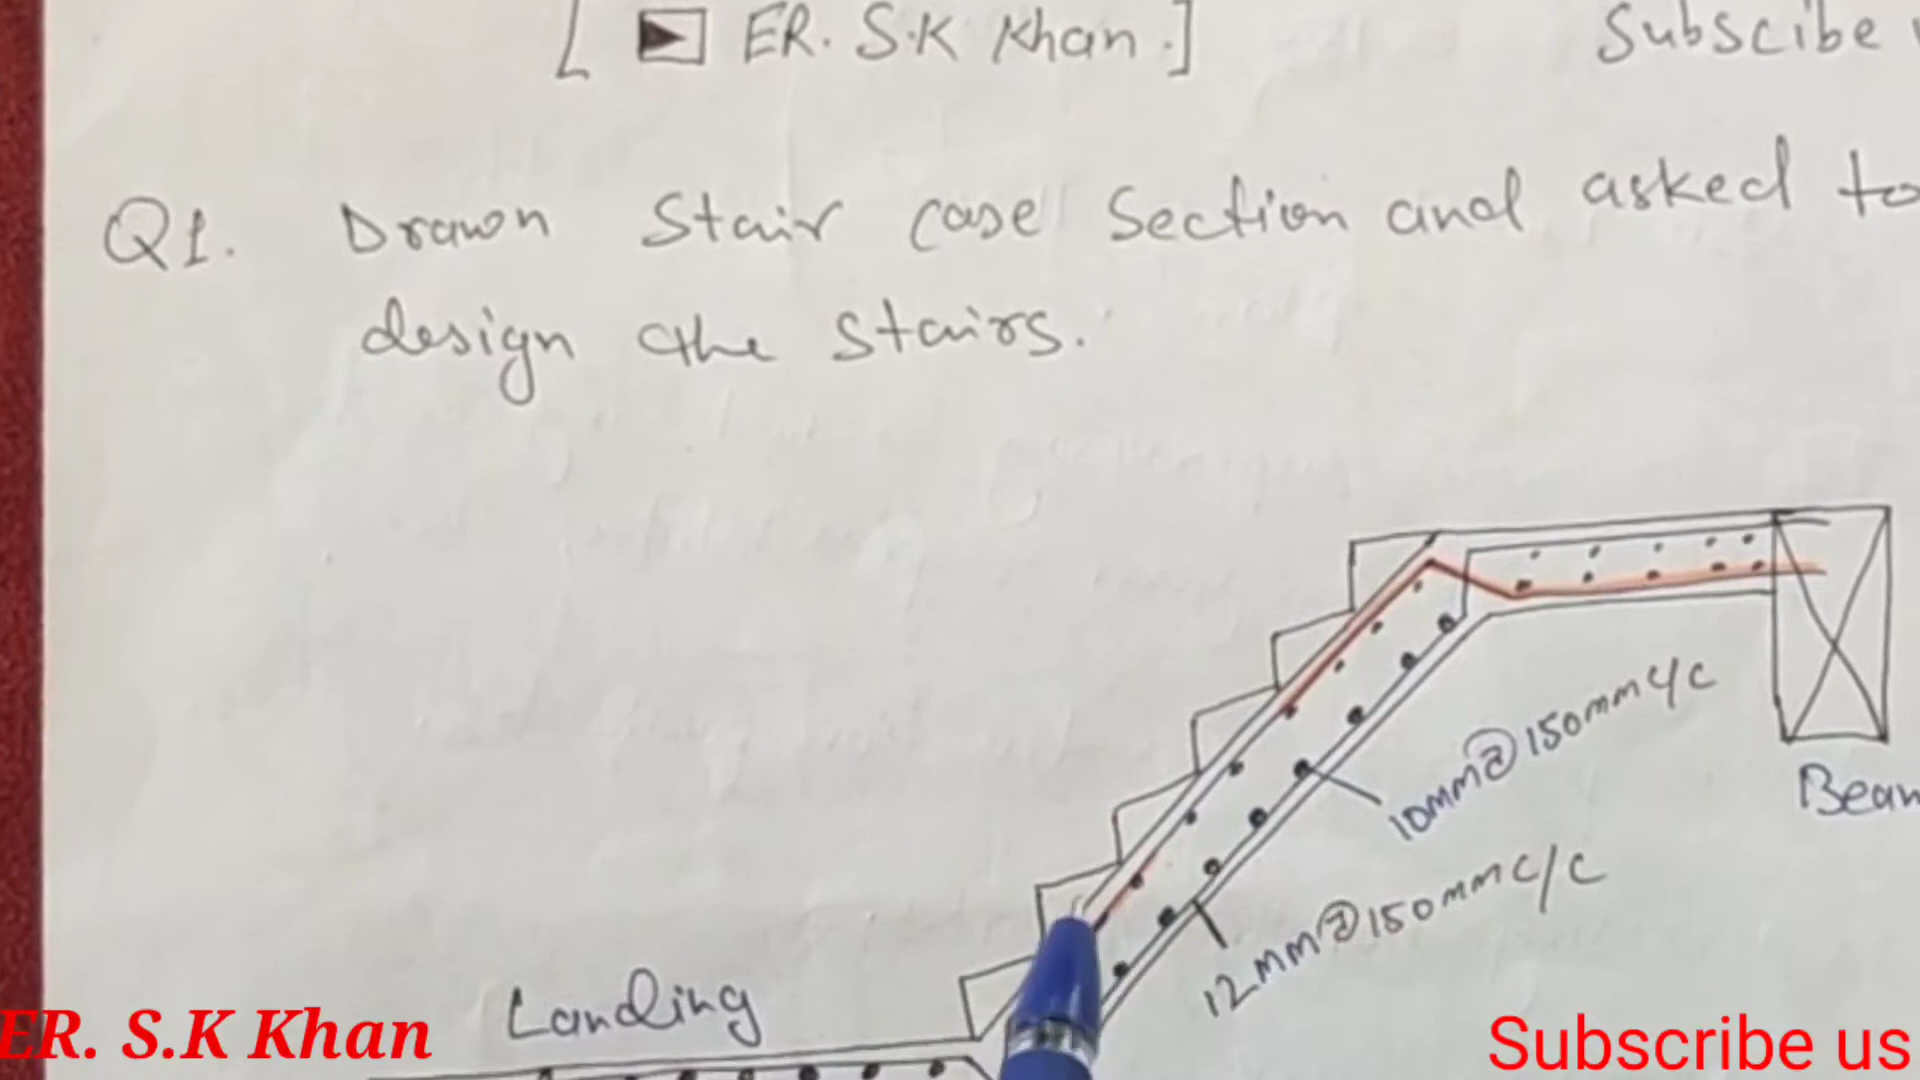 [ ▶ ER. S.K Khan.]
Subscibe
Q1. Drawn Stair case Section and asked to
design the Stairs.
10mm@150mm c/c
Beam
12mm@150mm c/c
Landing
ER. S.K Khan
Subscribe us